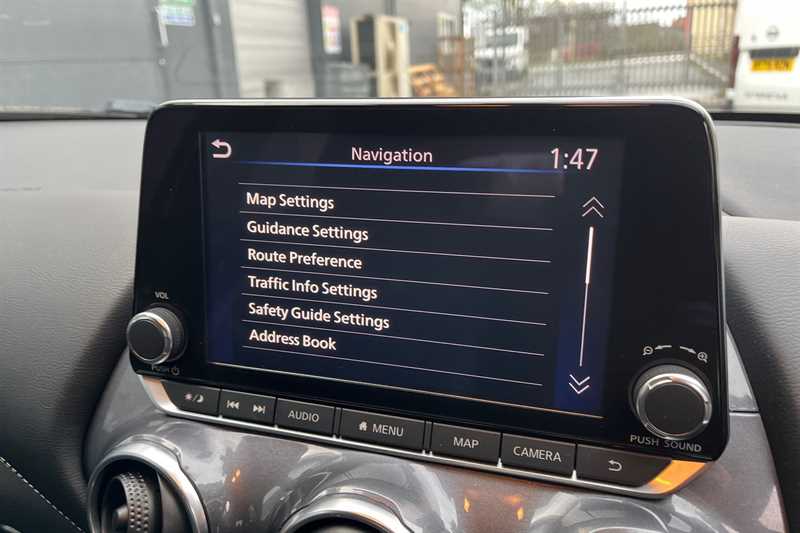 Navigation 1:47
Map Settings
Guidance Settings
Route Preference
Traffic Info Settings
Safety Guide Settings
Address Book
VOL
PUSH
AUDIO
MENU
MAP
CAMERA
PUSH SOUND